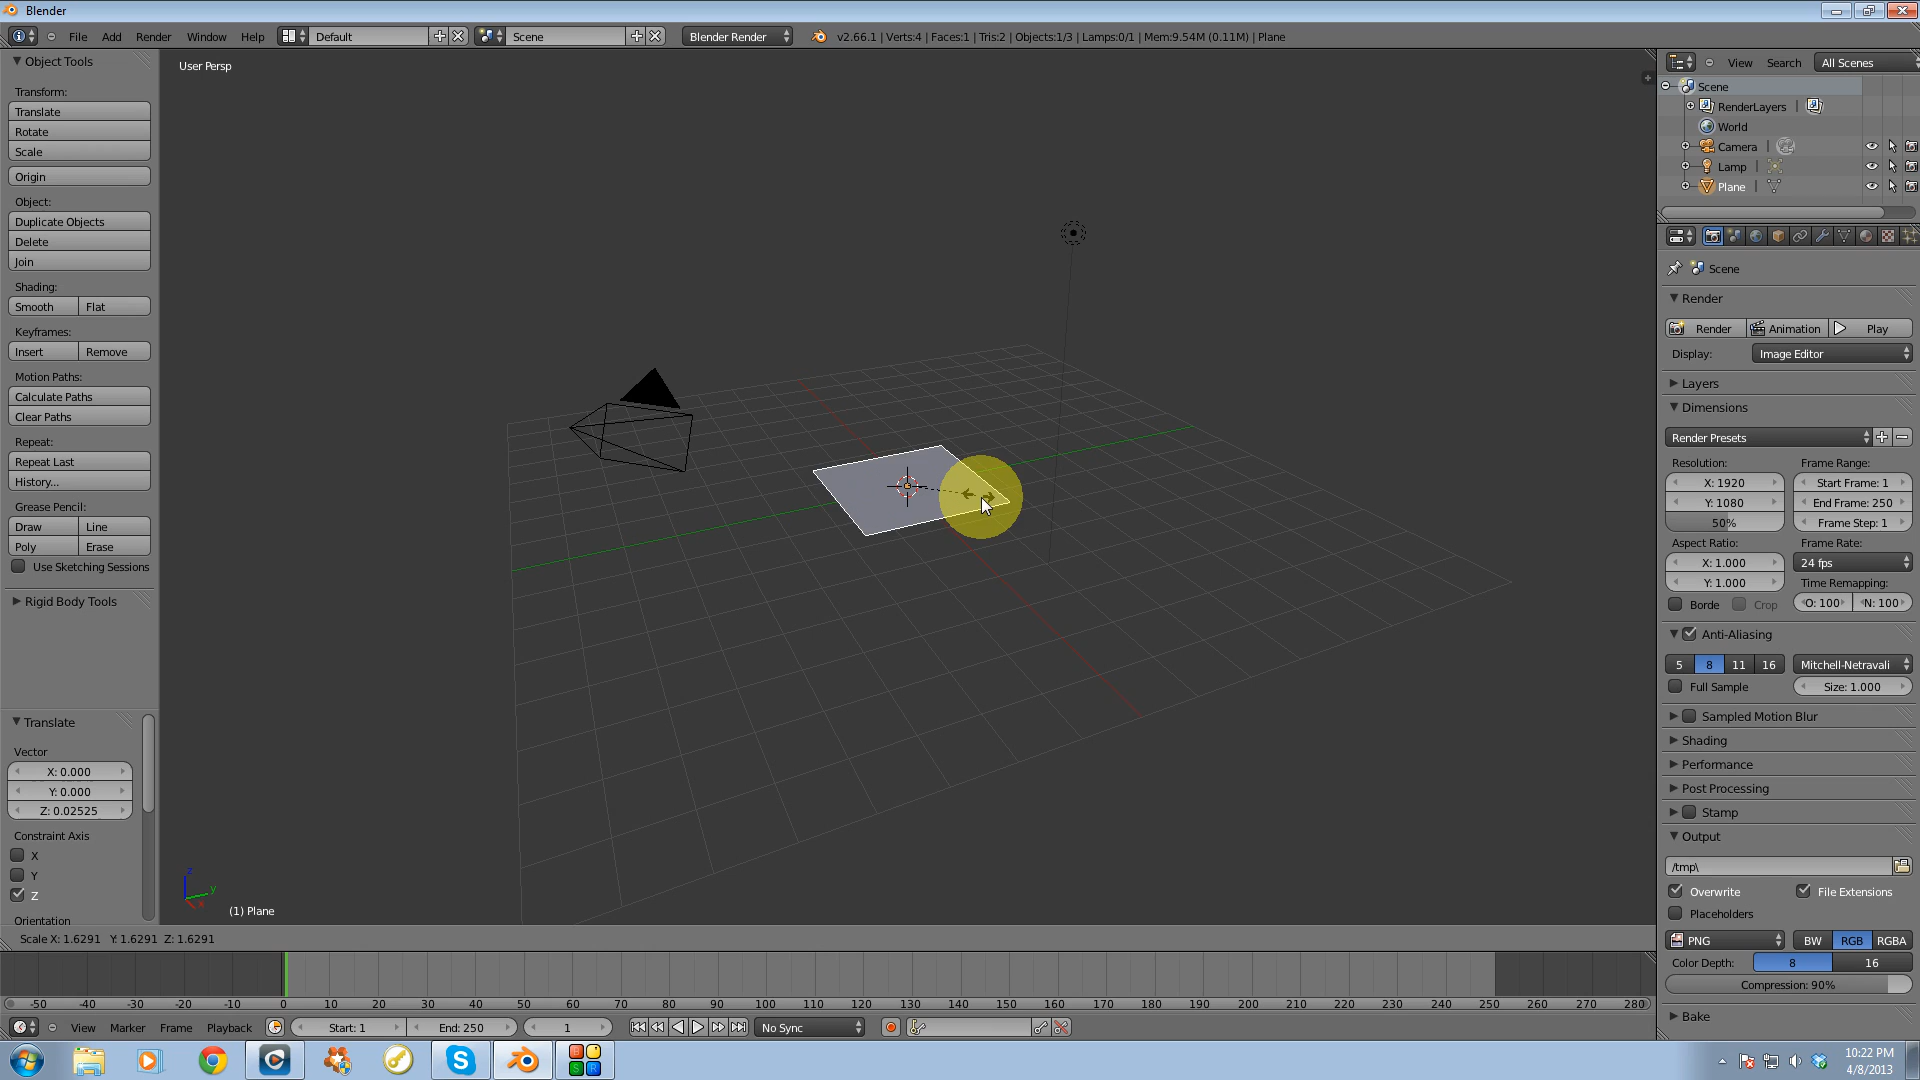 Blender
File Add Render Window Help Default Scene Blender Render v2.66.1 | Verts:4 | Faces:1 | Tris:2 | Objects:1/3 | Lamps:0/1 | Mem:9.54M (0.11M) | Plane
Object Tools
Transform:
Translate
Rotate
Scale
Origin
Object:
Duplicate Objects
Delete
Join
Shading:
Smooth Flat
Keyframes:
Insert Remove
Motion Paths:
Calculate Paths
Clear Paths
Repeat:
Repeat Last
History...
Grease Pencil:
Draw Line
Poly Erase
Use Sketching Sessions
Rigid Body Tools
Translate
Vector
X: 0.000
Y: 0.000
Z: 0.02525
Constraint Axis
X
Y
Z
Orientation
User Persp
z
y
x
(1) Plane
Scale X: 1.6291 Y: 1.6291 Z: 1.6291
View Search All Scenes
Scene
RenderLayers |
World
Camera |
Lamp |
Plane |
Scene
Render
Render Animation Play
Display: Image Editor
Layers
Dimensions
Render Presets
Resolution: Frame Range:
X: 1920 Start Frame: 1
Y: 1080 End Frame: 250
50% Frame Step: 1
Aspect Ratio: Frame Rate:
X: 1.000 24 fps
Y: 1.000 Time Remapping:
Borde Crop O: 100 N: 100
Anti-Aliasing
5 8 11 16 Mitchell-Netravali
Full Sample Size: 1.000
Sampled Motion Blur
Shading
Performance
Post Processing
Stamp
Output
/tmp\
Overwrite File Extensions
Placeholders
PNG BW RGB RGBA
Color Depth: 8 16
Compression: 90%
Bake
-50 -40 -30 -20 -10 0 10 20 30 40 50 60 70 80 90 100 110 120 130 140 150 160 170 180 190 200 210 220 230 240 250 260 270 280
View Marker Frame Playback Start: 1 End: 250 1 No Sync
10:22 PM
4/8/2013